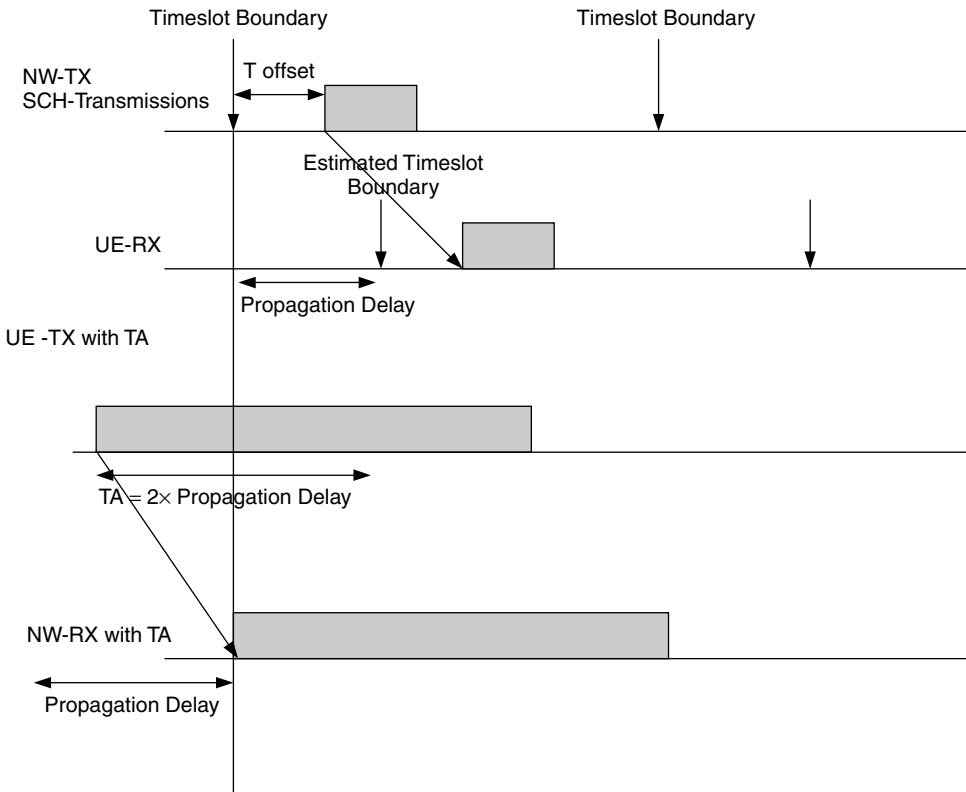 Timeslot Boundary
Timeslot Boundary
T offset
NW-TX
SCH-Transmissions
Estimated Timeslot
Boundary
UE-RX
Propagation Delay
UE -TX with TA
TA = 2× Propagation Delay
NW-RX with TA
Propagation Delay